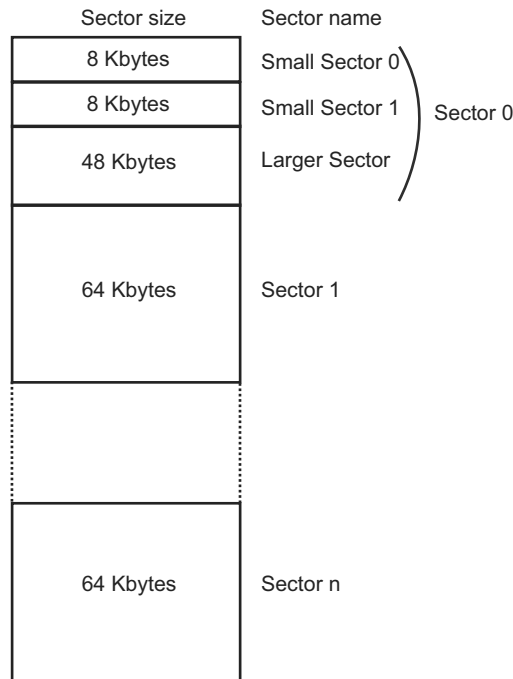 Sector size Sector name
8 Kbytes Small Sector 0
8 Kbytes Small Sector 1 Sector 0
48 Kbytes Larger Sector
64 Kbytes Sector 1
64 Kbytes Sector n